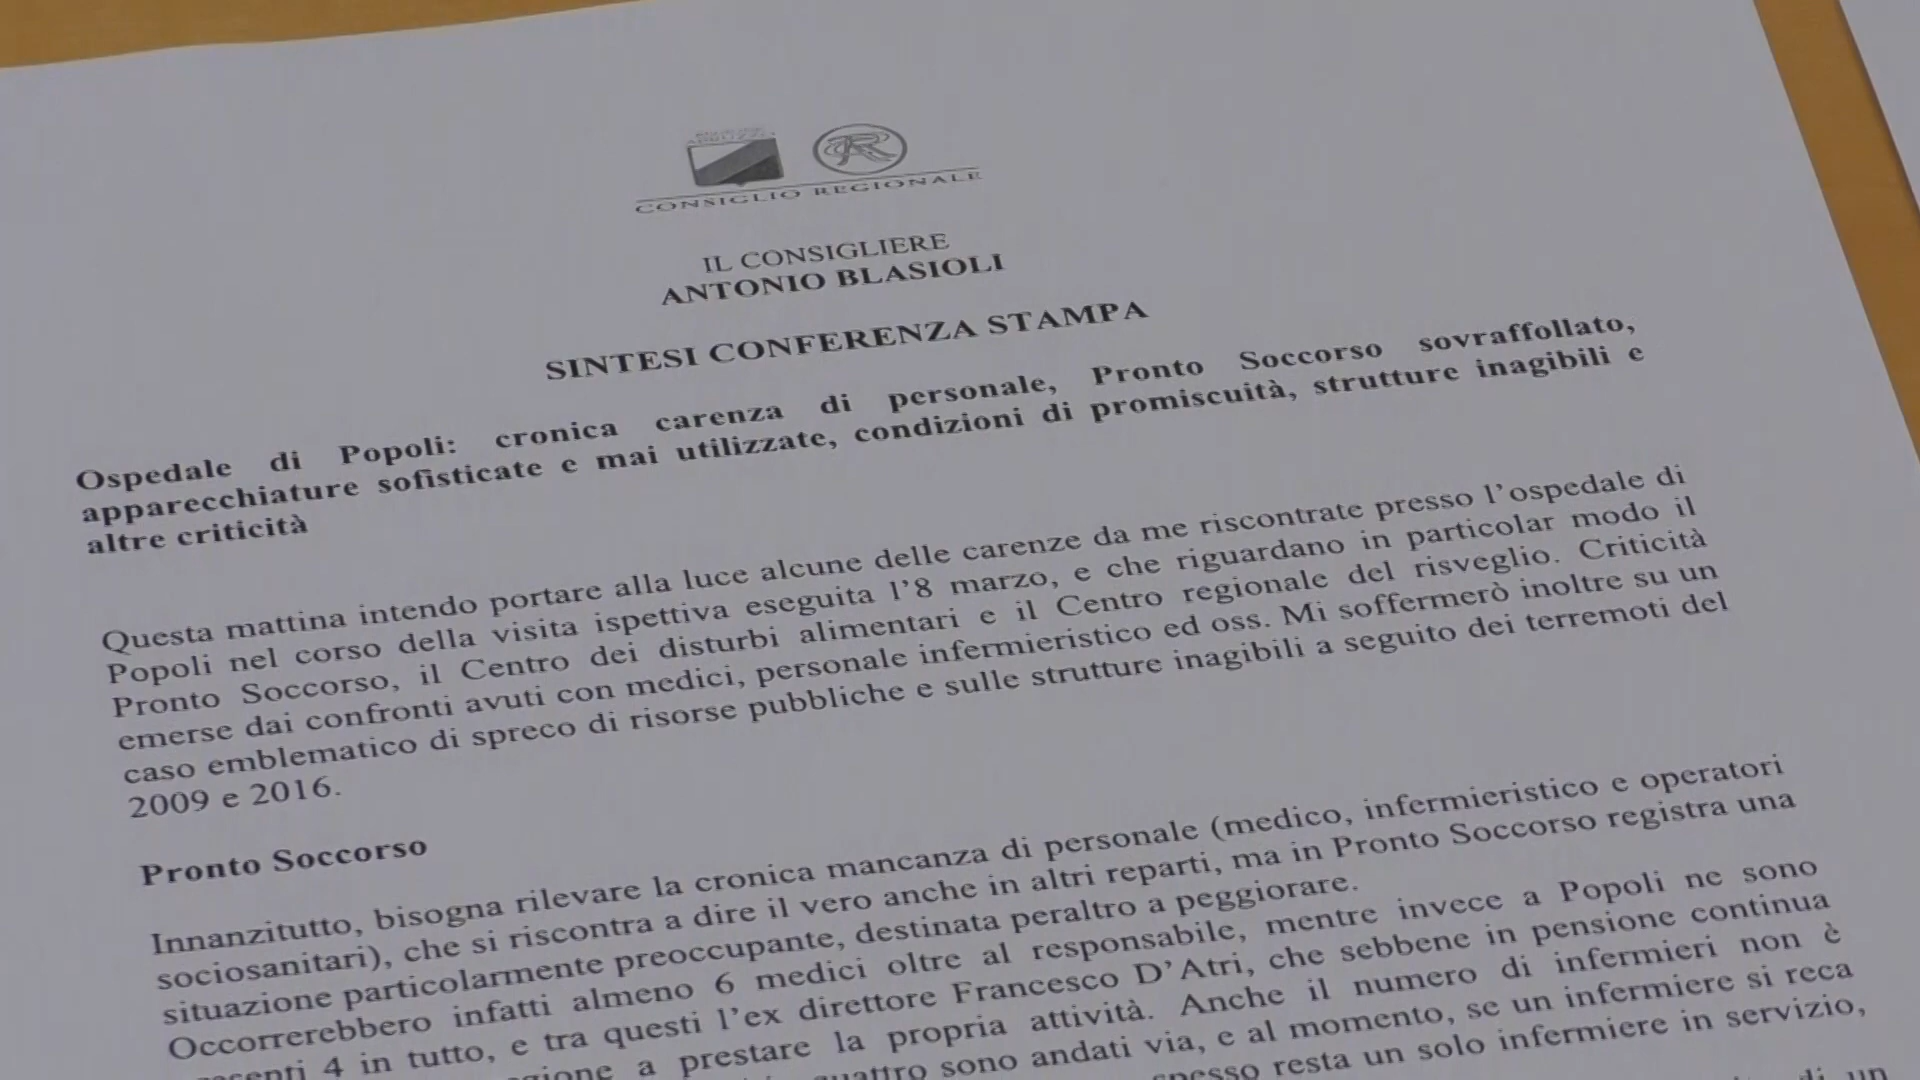 CONSIGLIO REGIONALE
IL CONSIGLIERE
ANTONIO BLASIOLI
SINTESI CONFERENZA STAMPA
Ospedale di Popoli: cronica carenza di personale, Pronto Soccorso sovraffollato,
apparecchiature sofisticate e mai utilizzate, condizioni di promiscuità, strutture inagibili e
altre criticità
Questa mattina intendo portare alla luce alcune delle carenze da me riscontrate presso l'ospedale di
Popoli nel corso della visita ispettiva eseguita l'8 marzo, e che riguardano in particolar modo il
Pronto Soccorso, il Centro dei disturbi alimentari e il Centro regionale del risveglio. Criticità
emerse dai confronti avuti con medici, personale infermieristico ed oss. Mi soffermerò inoltre su un
caso emblematico di spreco di risorse pubbliche e sulle strutture inagibili a seguito dei terremoti del
2009 e 2016.
Pronto Soccorso
Innanzitutto, bisogna rilevare la cronica mancanza di personale (medico, infermieristico e operatori
sociosanitari), che si riscontra a dire il vero anche in altri reparti, ma in Pronto Soccorso registra una
situazione particolarmente preoccupante, destinata peraltro a peggiorare.
Occorrerebbero infatti almeno 6 medici oltre al responsabile, mentre invece a Popoli ne sono
4 in tutto, e tra questi l'ex direttore Francesco D'Atri, che sebbene in pensione continua
a prestare la propria attività. Anche il numero di infermieri non è
quattro sono andati via, e al momento, se un infermiere si reca
spesso resta un solo infermiere in servizio,
di un